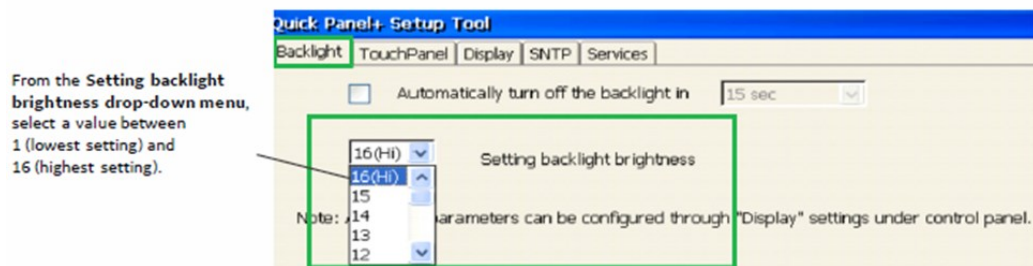 Quick Panel+ Setup Tool
Backlight TouchPanel Display SNTP Services
From the Setting backlight
brightness drop-down menu,
select a value between
1 (lowest setting) and
16 (highest setting).
Automatically turn off the backlight in 15 sec
16(Hi) Setting backlight brightness
16(Hi)
15
Note: parameters can be configured through "Display" settings under control panel.
14
13
12